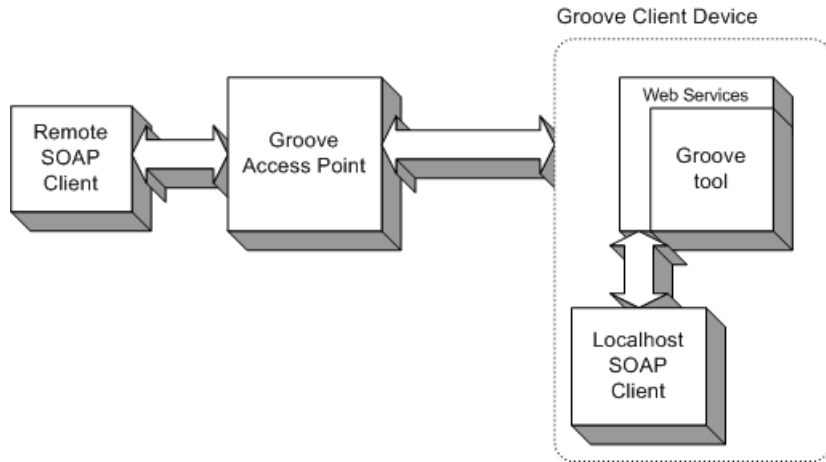 Groove Client Device
Remote
SOAP
Client
Groove
Access Point
Web Services
Groove
tool
Localhost
SOAP
Client